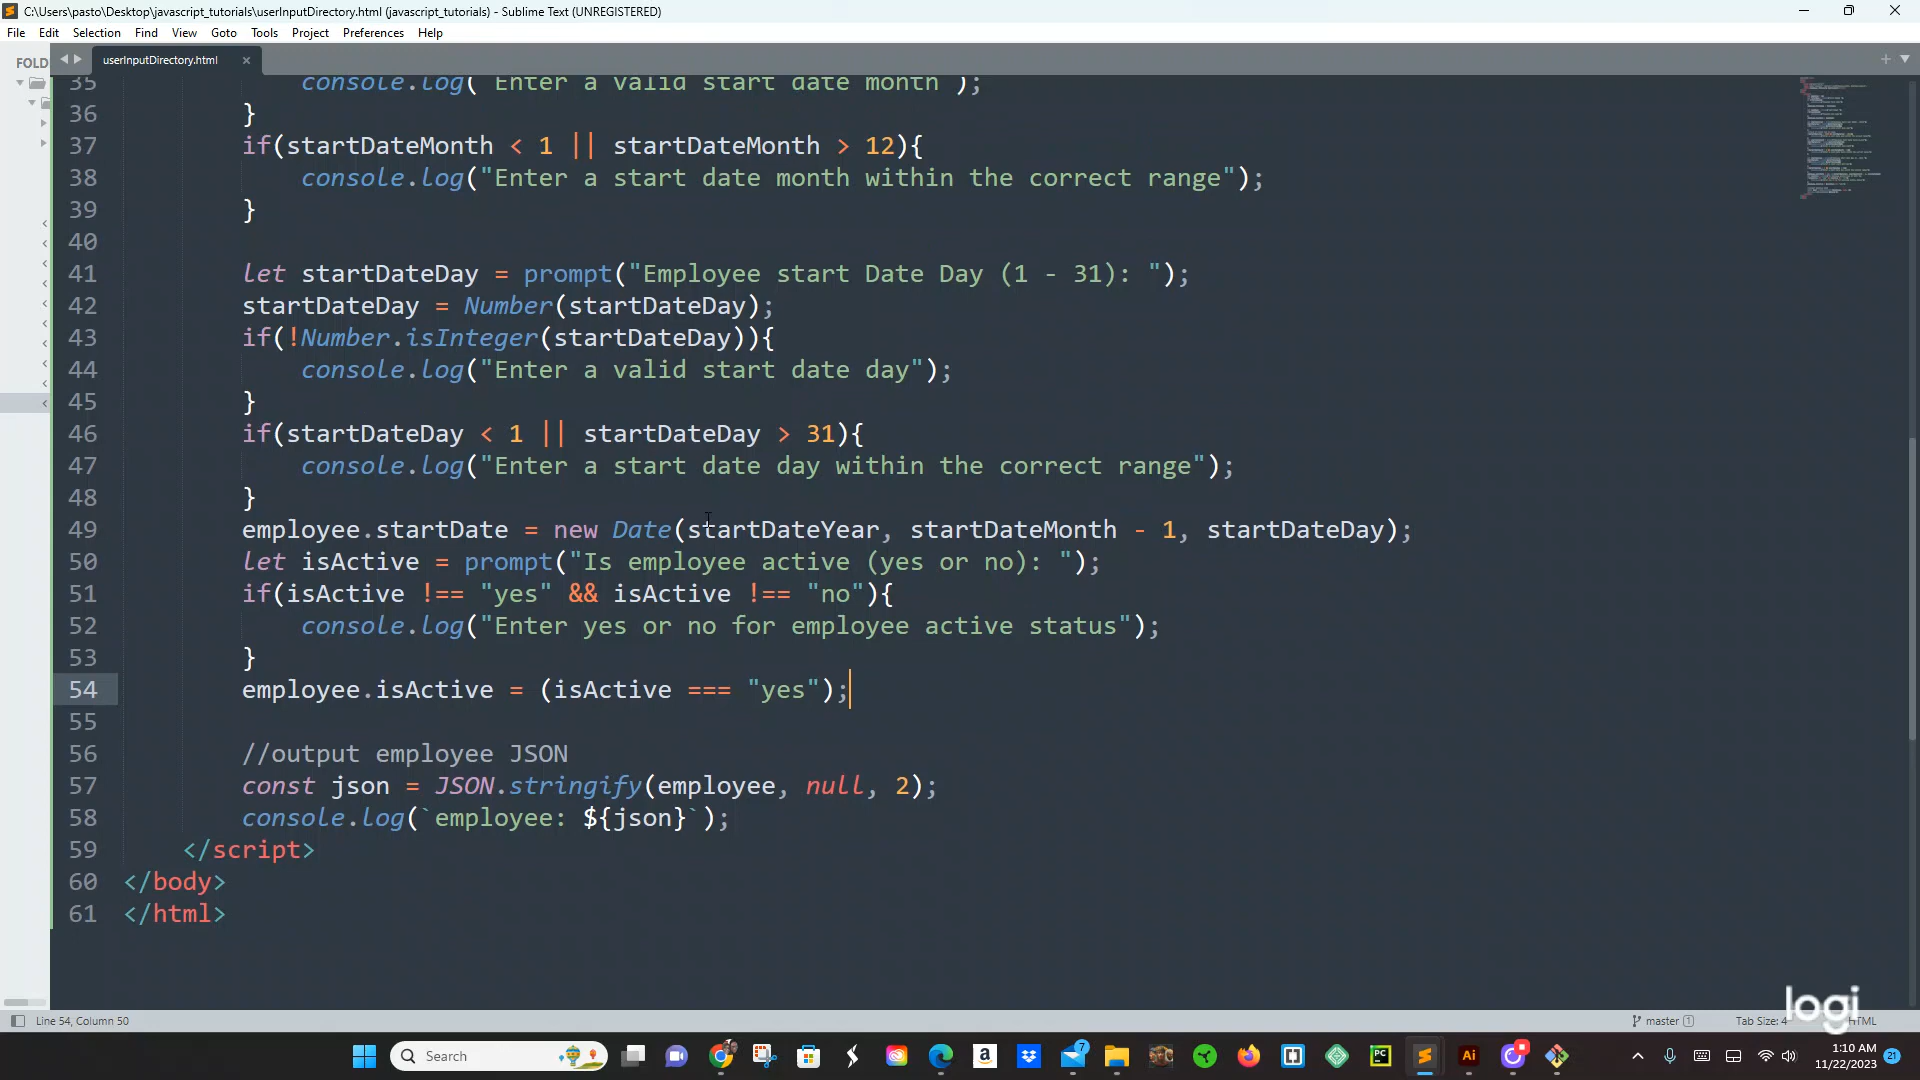 C:\Users\pasto\Desktop\javascript_tutorials\userInputDirectory.html (javascript_tutorials) - Sublime Text (UNREGISTERED)
File Edit Selection Find View Goto Tools Project Preferences Help
FOLD
userInputDirectory.html
35 console.log("Enter a valid start date month");
36 }
37 if(startDateMonth < 1 || startDateMonth > 12){
38 console.log("Enter a start date month within the correct range");
39 }
40
41 let startDateDay = prompt("Employee start Date Day (1 - 31): ");
42 startDateDay = Number(startDateDay);
43 if(!Number.isInteger(startDateDay)){
44 console.log("Enter a valid start date day");
45 }
46 if(startDateDay < 1 || startDateDay > 31){
47 console.log("Enter a start date day within the correct range");
48 }
49 employee.startDate = new Date(startDateYear, startDateMonth - 1, startDateDay);
50 let isActive = prompt("Is employee active (yes or no): ");
51 if(isActive !== "yes" && isActive !== "no"){
52 console.log("Enter yes or no for employee active status");
53 }
54 employee.isActive = (isActive === "yes");
55
56 //output employee JSON
57 const json = JSON.stringify(employee, null, 2);
58 console.log(`employee: ${json}`);
59 </script>
60 </body>
61 </html>
logi
Line 54, Column 50
master 1
Tab Size: 4
HTML
Search
7
PC
Ai
1:10 AM
11/22/2023
21